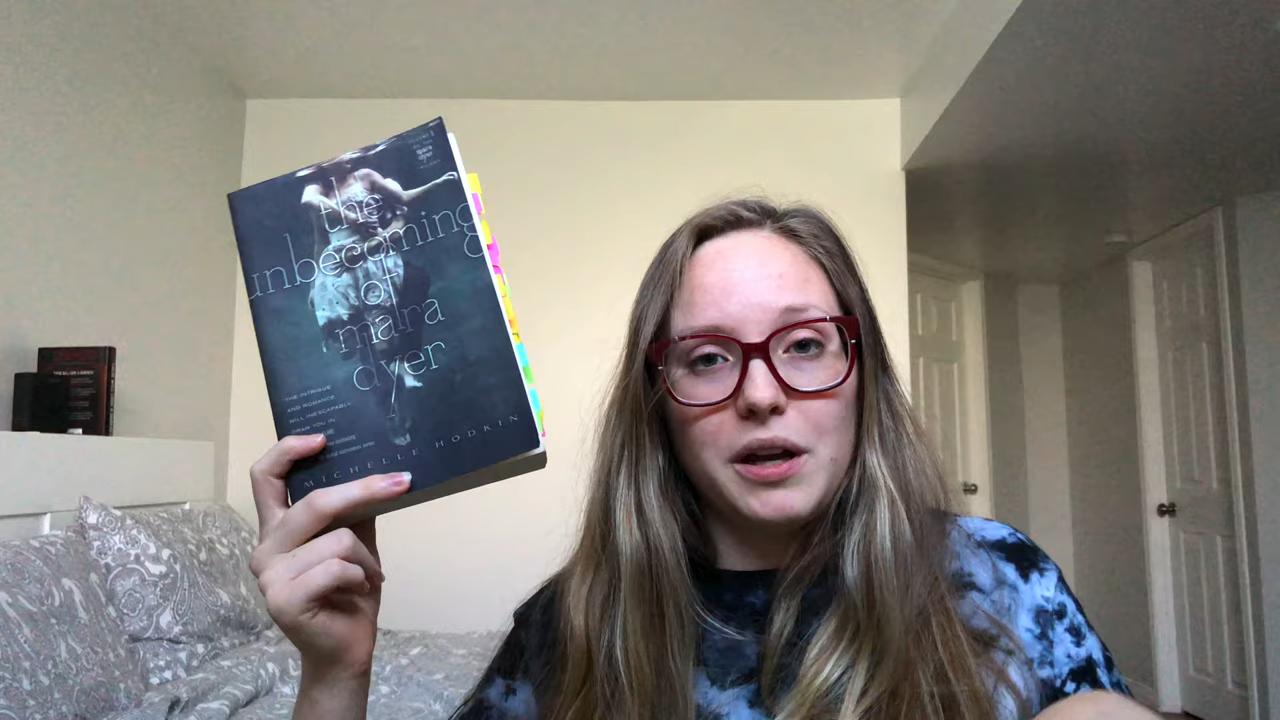 the
unbecoming
of
mara
dyer
THE INTRIGUE
AND ROMANCE
WILL INESCAPABLY
DRAW YOU IN
MICHELLE HODKIN